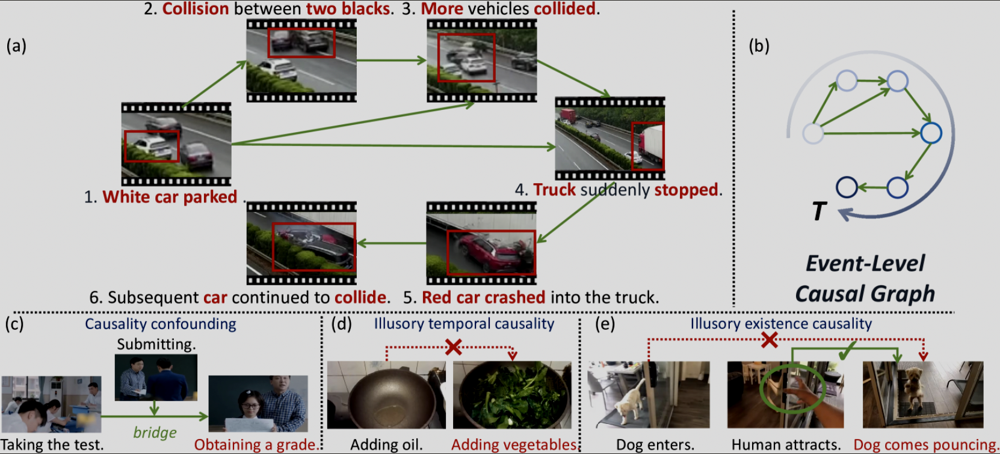 (a)
2. Collision between two blacks. 3. More vehicles collided.
1. White car parked .
4. Truck suddenly stopped.
6. Subsequent car continued to collide. 5. Red car crashed into the truck.
(b)
T
Event-Level
Causal Graph
(c)
Causality confounding
Submitting.
bridge
Taking the test.
Obtaining a grade.
(d)
Illusory temporal causality
Adding oil.
Adding vegetables.
(e)
Illusory existence causality
Dog enters.
Human attracts.
Dog comes pouncing.